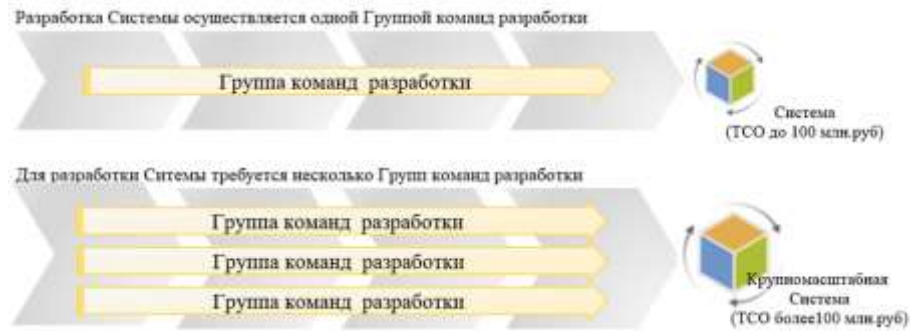 Разработка Системы осуществляется одной Группой команд разработки
Группа команд разработки
Система
(ТСО до 100 млн.руб)
Для разработки Ситемы требуется несколько Групп команд разработки
Группа команд разработки
Группа команд разработки
Группа команд разработки
Крупномасштабная
Система
(ТСО более100 млн.руб)